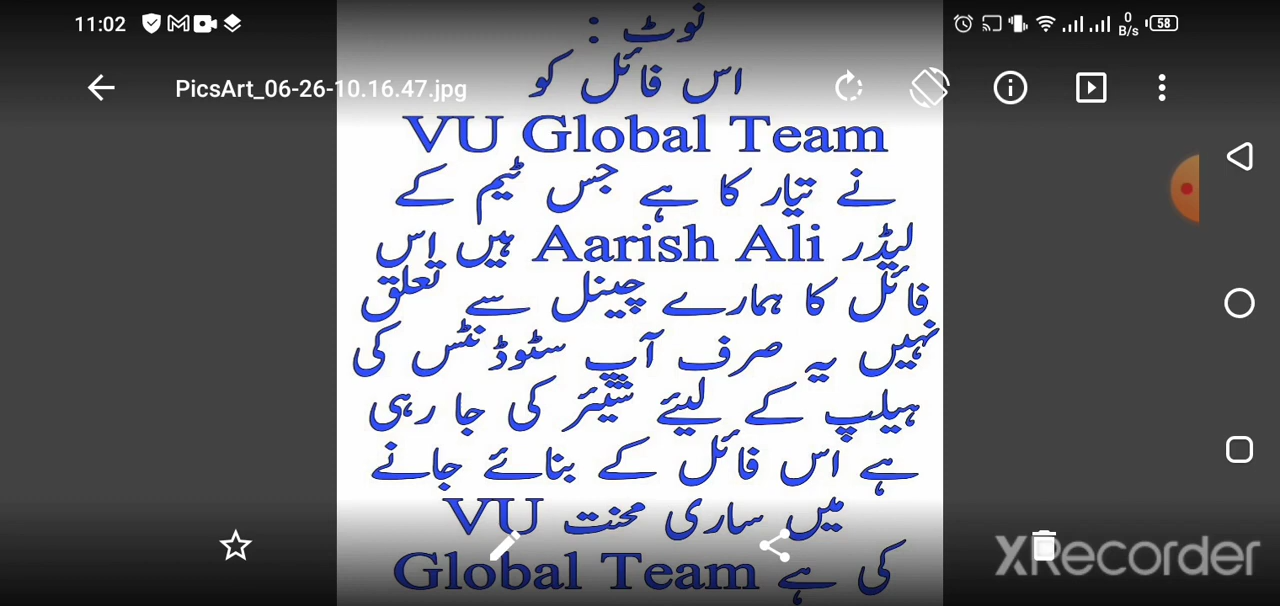 11:02
0
B/s
58
PicsArt_06-26-10.16.47.jpg
نوٹ :
اس فائل کو
VU Global Team
نے تیار کا ہے جس ٹیم کے
لیڈر Aarish Ali ہیں اس
فائل کا ہمارے چینل سے تعلق
نہیں یہ صرف آپ سٹوڈنٹس کی
ہیلپ کے لیئے شیئر کی جا رہی
ہے اس فائل کے بنائے جانے
میں ساری محنت VU
Global Team کی ہے
XRecorder